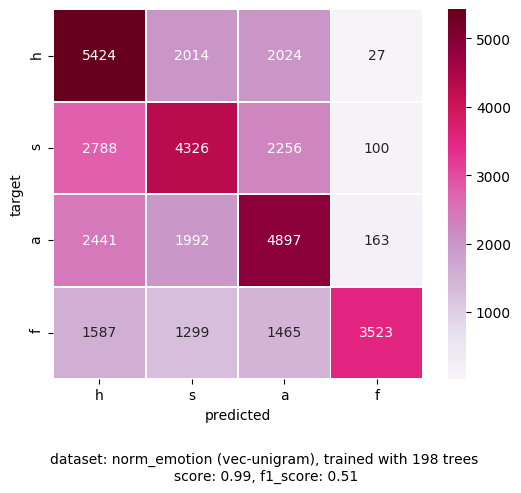 h 5424 2014 2024 27
s 2788 4326 2256 100
a 2441 1992 4897 163
f 1587 1299 1465 3523
target
h s a f
predicted
5000
4000
3000
2000
1000
dataset: norm_emotion (vec-unigram), trained with 198 trees
score: 0.99, f1_score: 0.51